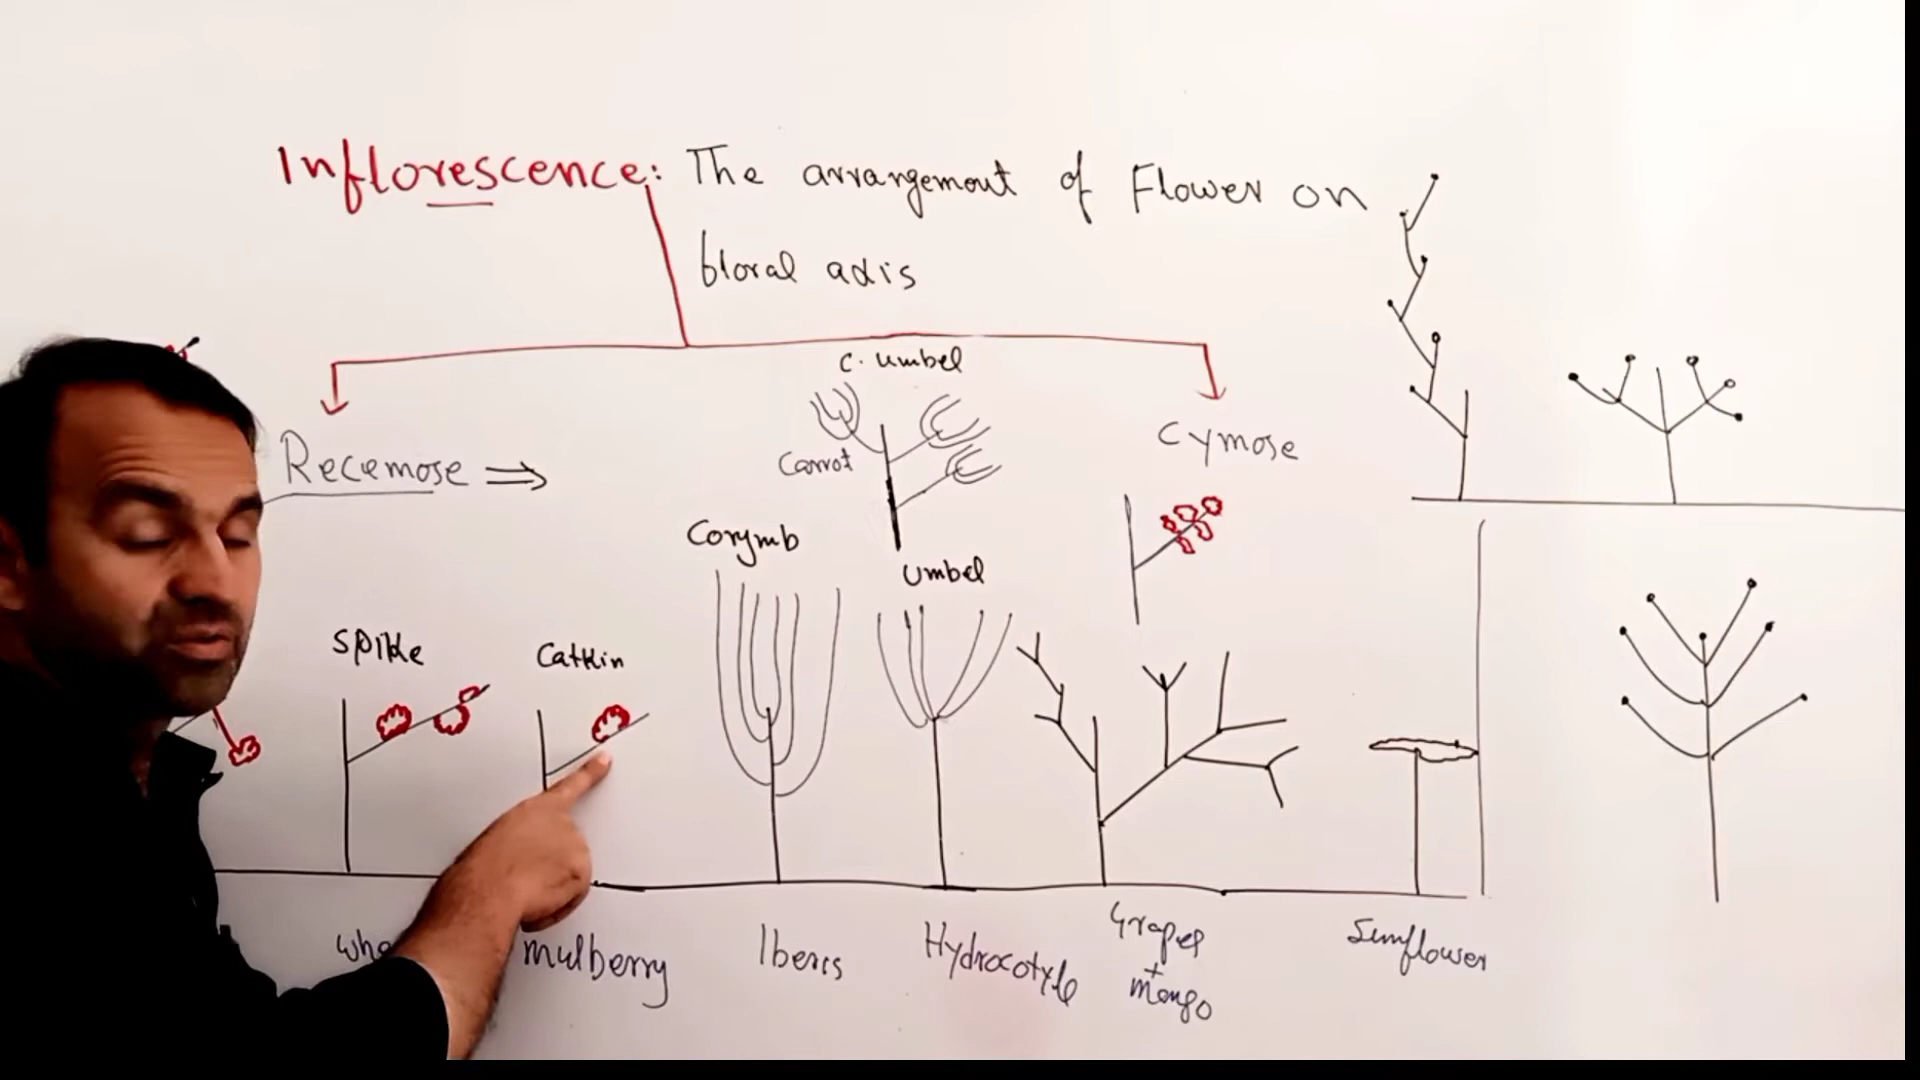 Inflorescence: The arrangement of Flower on
floral axis
C. Umbel
Recemose ⇒
Carrot
Cymose
Corymb
Umbel
Spike
Catkin
mulberry
Iberis
Hydrocotyle
Grapes
+
mango
Sunflower